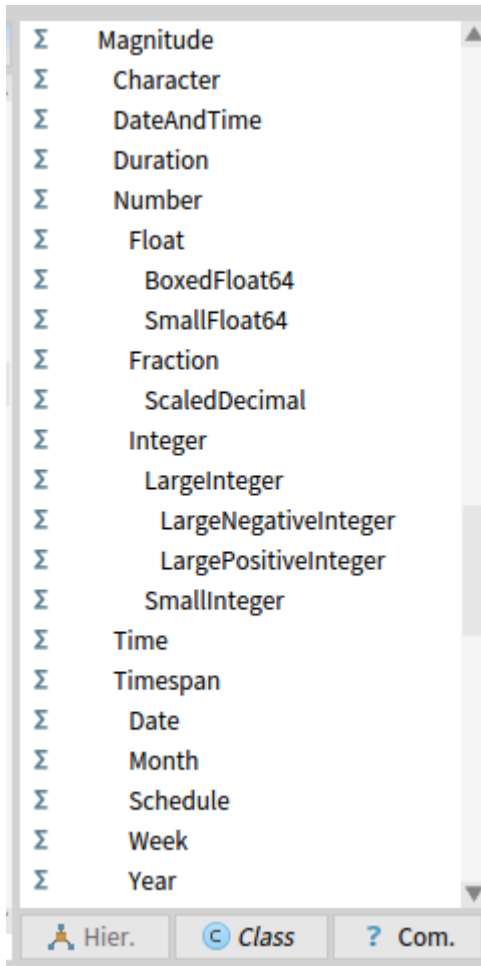 Σ Magnitude
Σ Character
Σ DateAndTime
Σ Duration
Σ Number
Σ Float
Σ BoxedFloat64
Σ SmallFloat64
Σ Fraction
Σ ScaledDecimal
Σ Integer
Σ LargeInteger
Σ LargeNegativeInteger
Σ LargePositiveInteger
Σ SmallInteger
Σ Time
Σ Timespan
Σ Date
Σ Month
Σ Schedule
Σ Week
Σ Year
Hier. C Class ? Com.